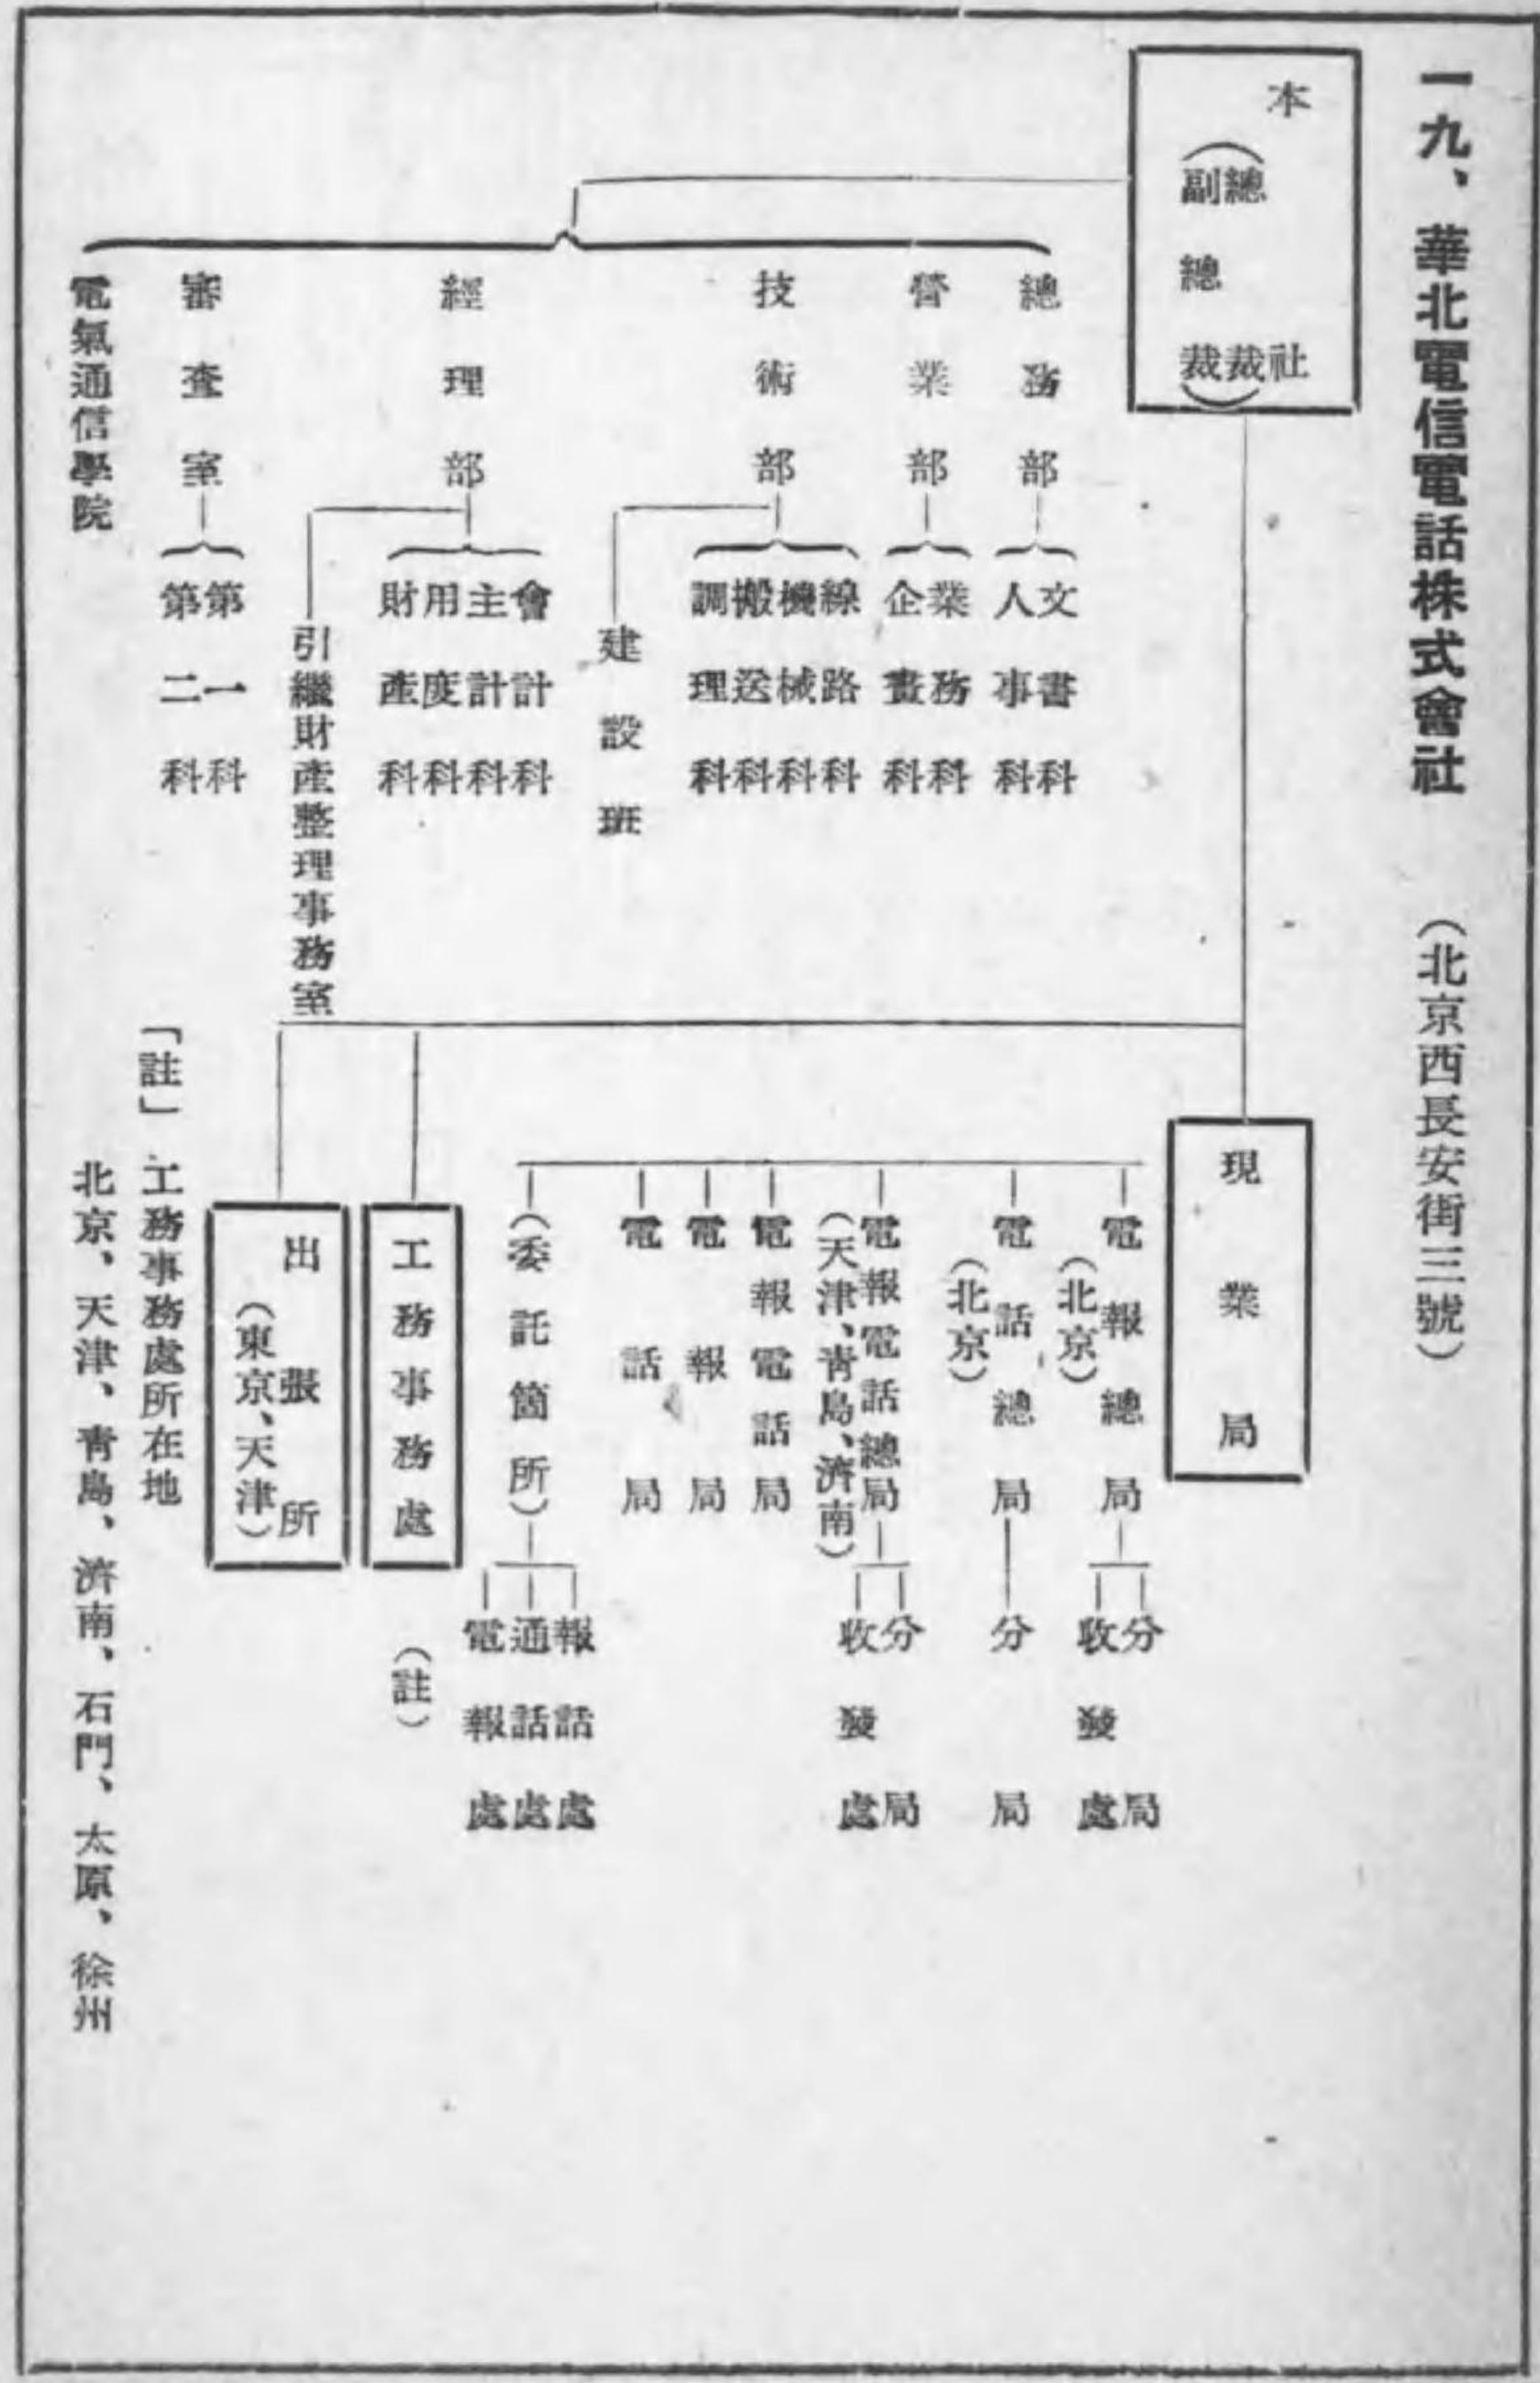 一九、華北電信電話株式會社 (北京西長安街三號)
本社
(總裁
副總裁)
總務部
文書科
人事科
營業部
業務科
企畫科
技術部
線路科
機械科
搬送科
調理科
建設班
經理部
會計科
主計科
用度科
財產科
引繼財產整理事務室
審查室
第一科
第二科
電氣通信學院
現業局
電報總局
(北京)
分局
收發處
電話總局
(北京)
分局
電報電話總局
(天津、靑島、濟南)
分局
收發處
電報電話局
電報局
電話局
(委託箇所)
報話處
通話處
電報處
工務事務處
(註)
出張所
(東京、天津)
「註」 工務事務處所在地
北京、天津、靑島、濟南、石門、太原、徐州